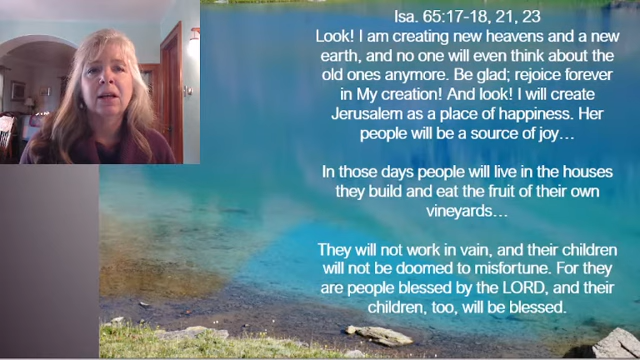 Isa. 65:17-18, 21, 23
Look! I am creating new heavens and a new
earth, and no one will even think about the
old ones anymore. Be glad; rejoice forever
in My creation! And look! I will create
Jerusalem as a place of happiness. Her
people will be a source of joy…
In those days people will live in the houses
they build and eat the fruit of their own
vineyards…
They will not work in vain, and their children
will not be doomed to misfortune. For they
are people blessed by the LORD, and their
children, too, will be blessed.